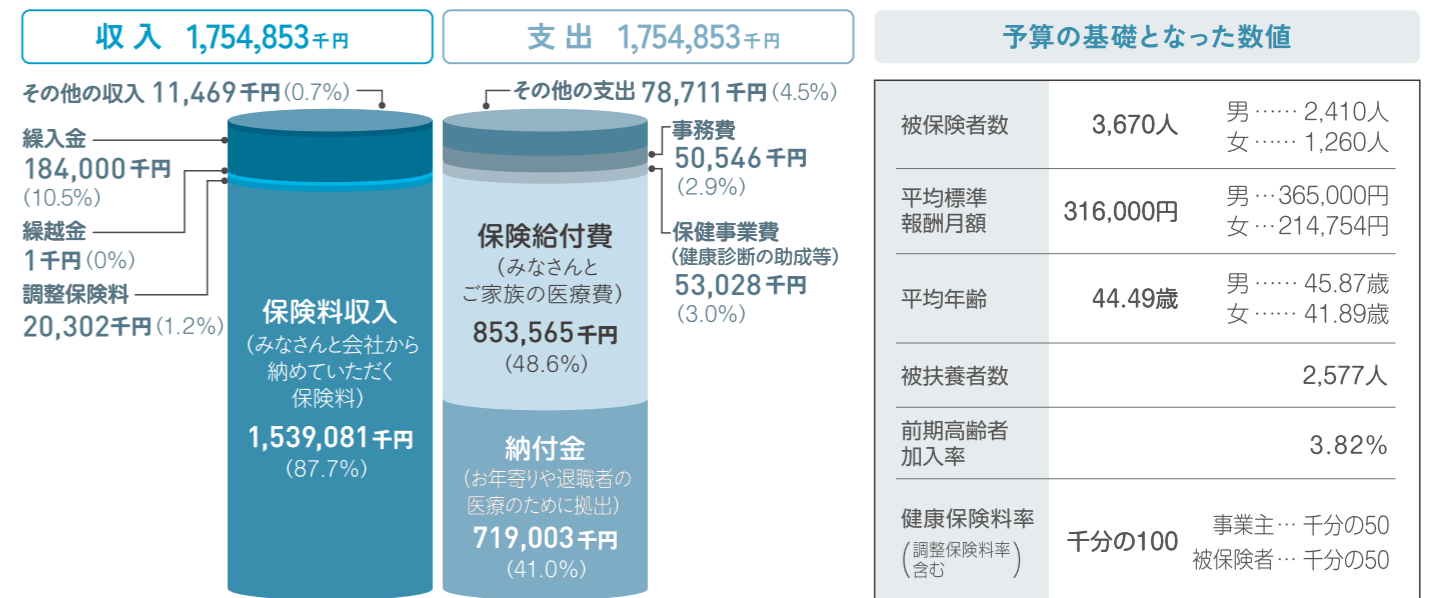 収入 1,754,853千円
その他の収入 11,469千円(0.7%)
繰入金
184,000千円
(10.5%)
繰越金
1千円(0%)
調整保険料
20,302千円(1.2%)
保険料収入
(みなさんと会社から
納めていただく
保険料)
1,539,081千円
(87.7%)
支出 1,754,853千円
その他の支出 78,711千円(4.5%)
事務費
50,546千円
(2.9%)
保健事業費
(健康診断の助成等)
53,028千円
(3.0%)
保険給付費
(みなさんと
ご家族の医療費)
853,565千円
(48.6%)
納付金
(お年寄りや退職者の
医療のために拠出)
719,003千円
(41.0%)
予算の基礎となった数値
被保険者数 3,670人
男…… 2,410人
女…… 1,260人
平均標準
報酬月額
316,000円
男…365,000円
女…214,754円
平均年齢 44.49歳
男…… 45.87歳
女…… 41.89歳
被扶養者数 2,577人
前期高齢者
加入率
3.82%
健康保険料率
(調整保険料率
含む)
千分の100
事業主… 千分の50
被保険者… 千分の50